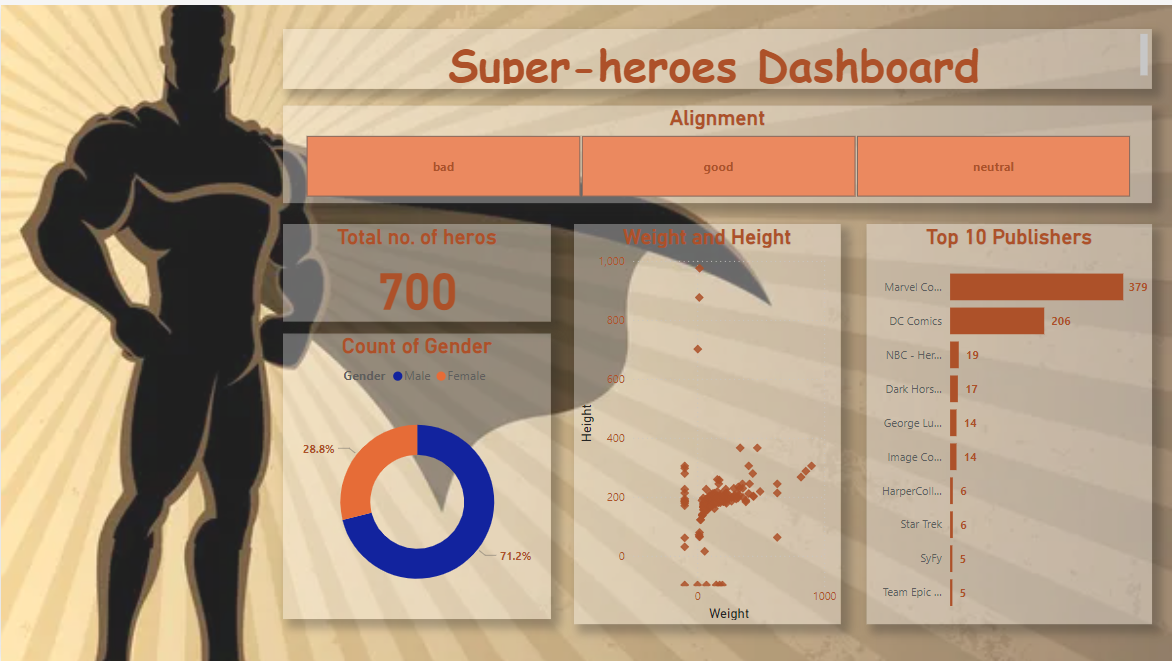 Super-heroes Dashboard
Alignment
bad
good
neutral
Total no. of heros
700
Count of Gender
Gender Male Female
28.8%
71.2%
Weight and Height
1,000
800
600
400
200
0
Height
0 1000
Weight
Top 10 Publishers
Marvel Co... 379
DC Comics 206
NBC - Her... 19
Dark Hors... 17
George Lu... 14
Image Co... 14
HarperColl... 6
Star Trek 6
SyFy 5
Team Epic ... 5